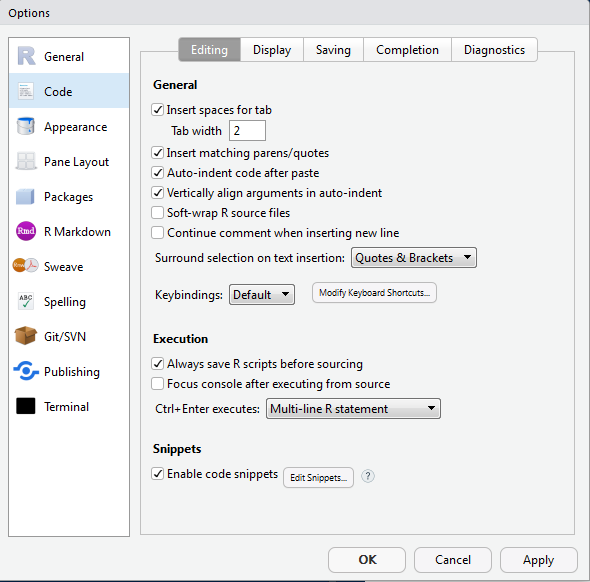 Options
General
Code
Appearance
Pane Layout
Packages
Rmd R Markdown
Rnw Sweave
ABC Spelling
Git/SVN
Publishing
Terminal
Editing Display Saving Completion Diagnostics
General
Insert spaces for tab
Tab width 2
Insert matching parens/quotes
Auto-indent code after paste
Vertically align arguments in auto-indent
Soft-wrap R source files
Continue comment when inserting new line
Surround selection on text insertion: Quotes & Brackets
Keybindings: Default Modify Keyboard Shortcuts...
Execution
Always save R scripts before sourcing
Focus console after executing from source
Ctrl+Enter executes: Multi-line R statement
Snippets
Enable code snippets Edit Snippets... ?
OK Cancel Apply